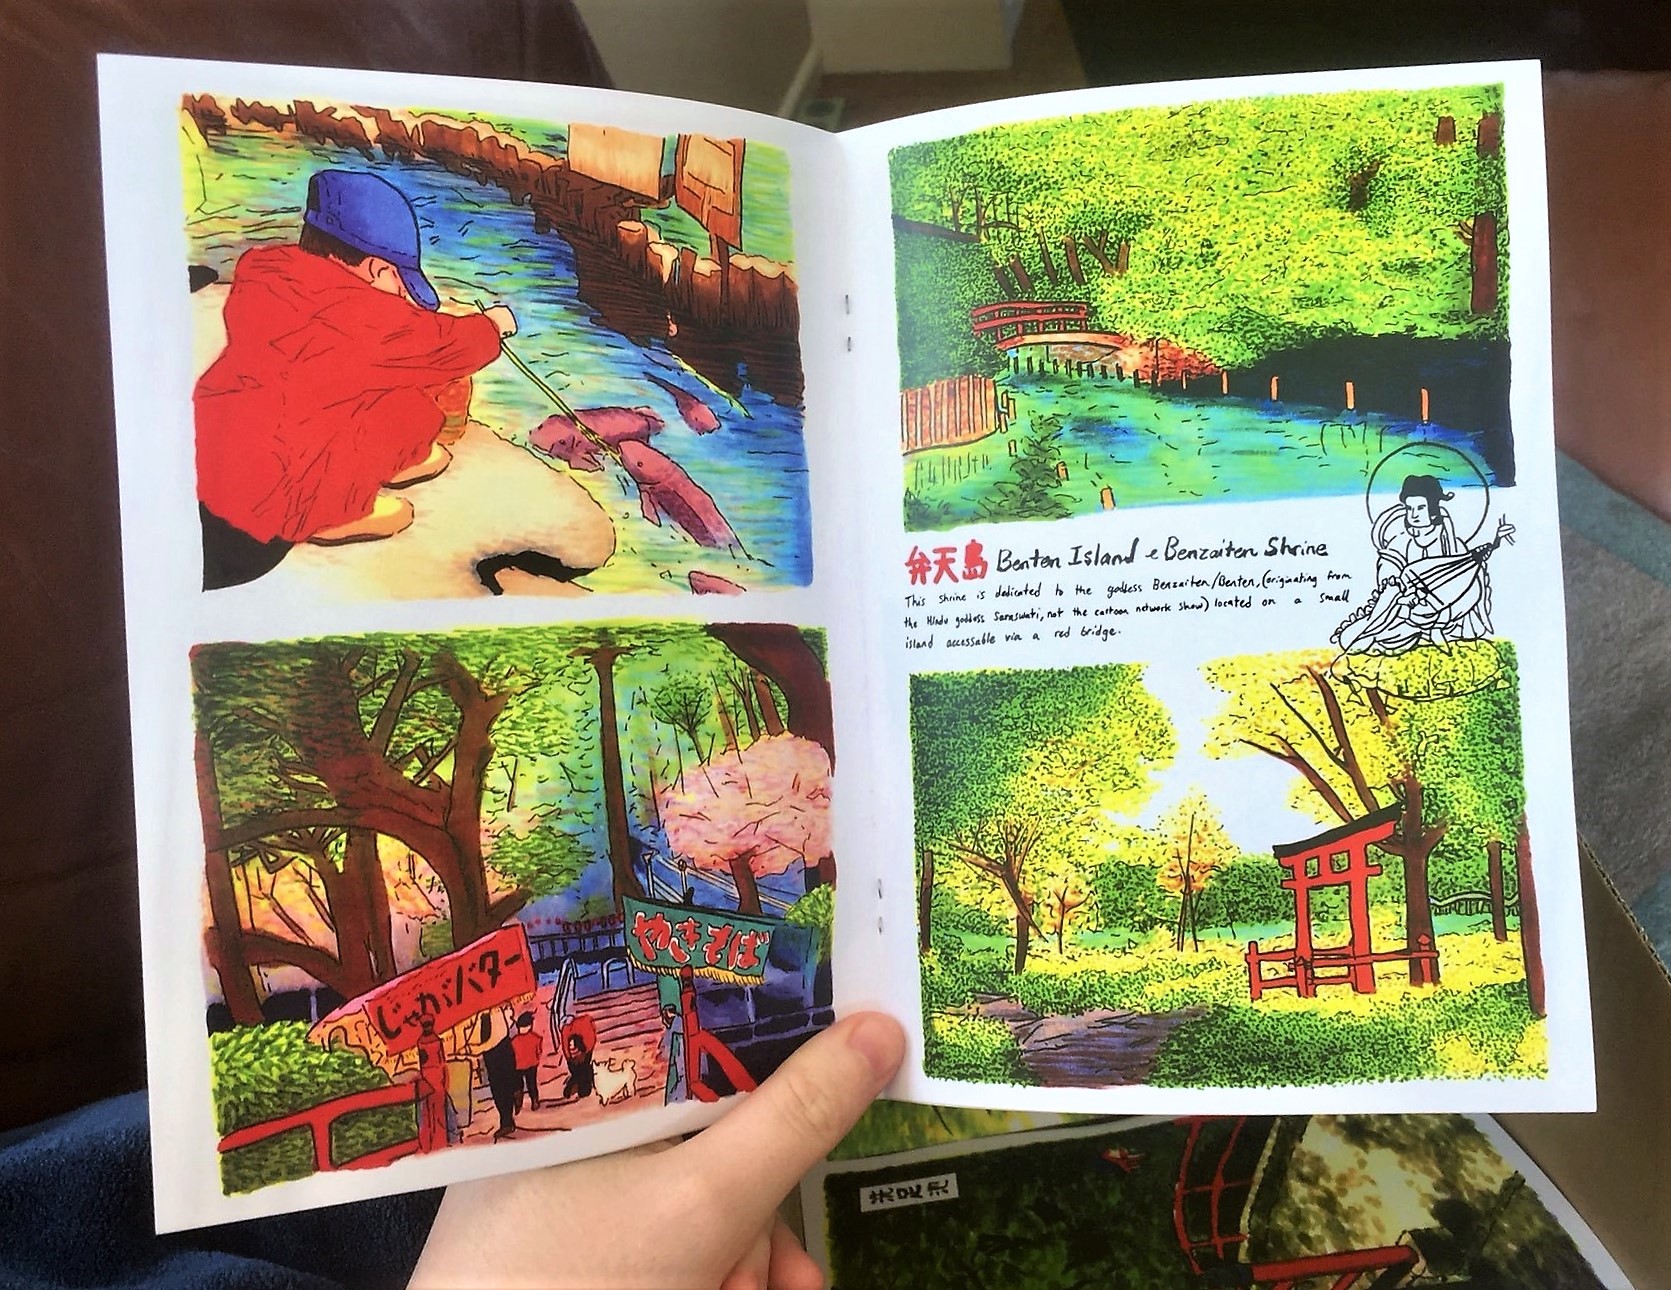 じゃがバター
やきそば
弁天島 Benten Island & Benzaiten Shrine
This shrine is dedicated to the goddess Benzaiten/Benten, (originating from
the Hindu goddess Saraswati, not the cartoon network show) located on a small
island accessable via a red bridge.